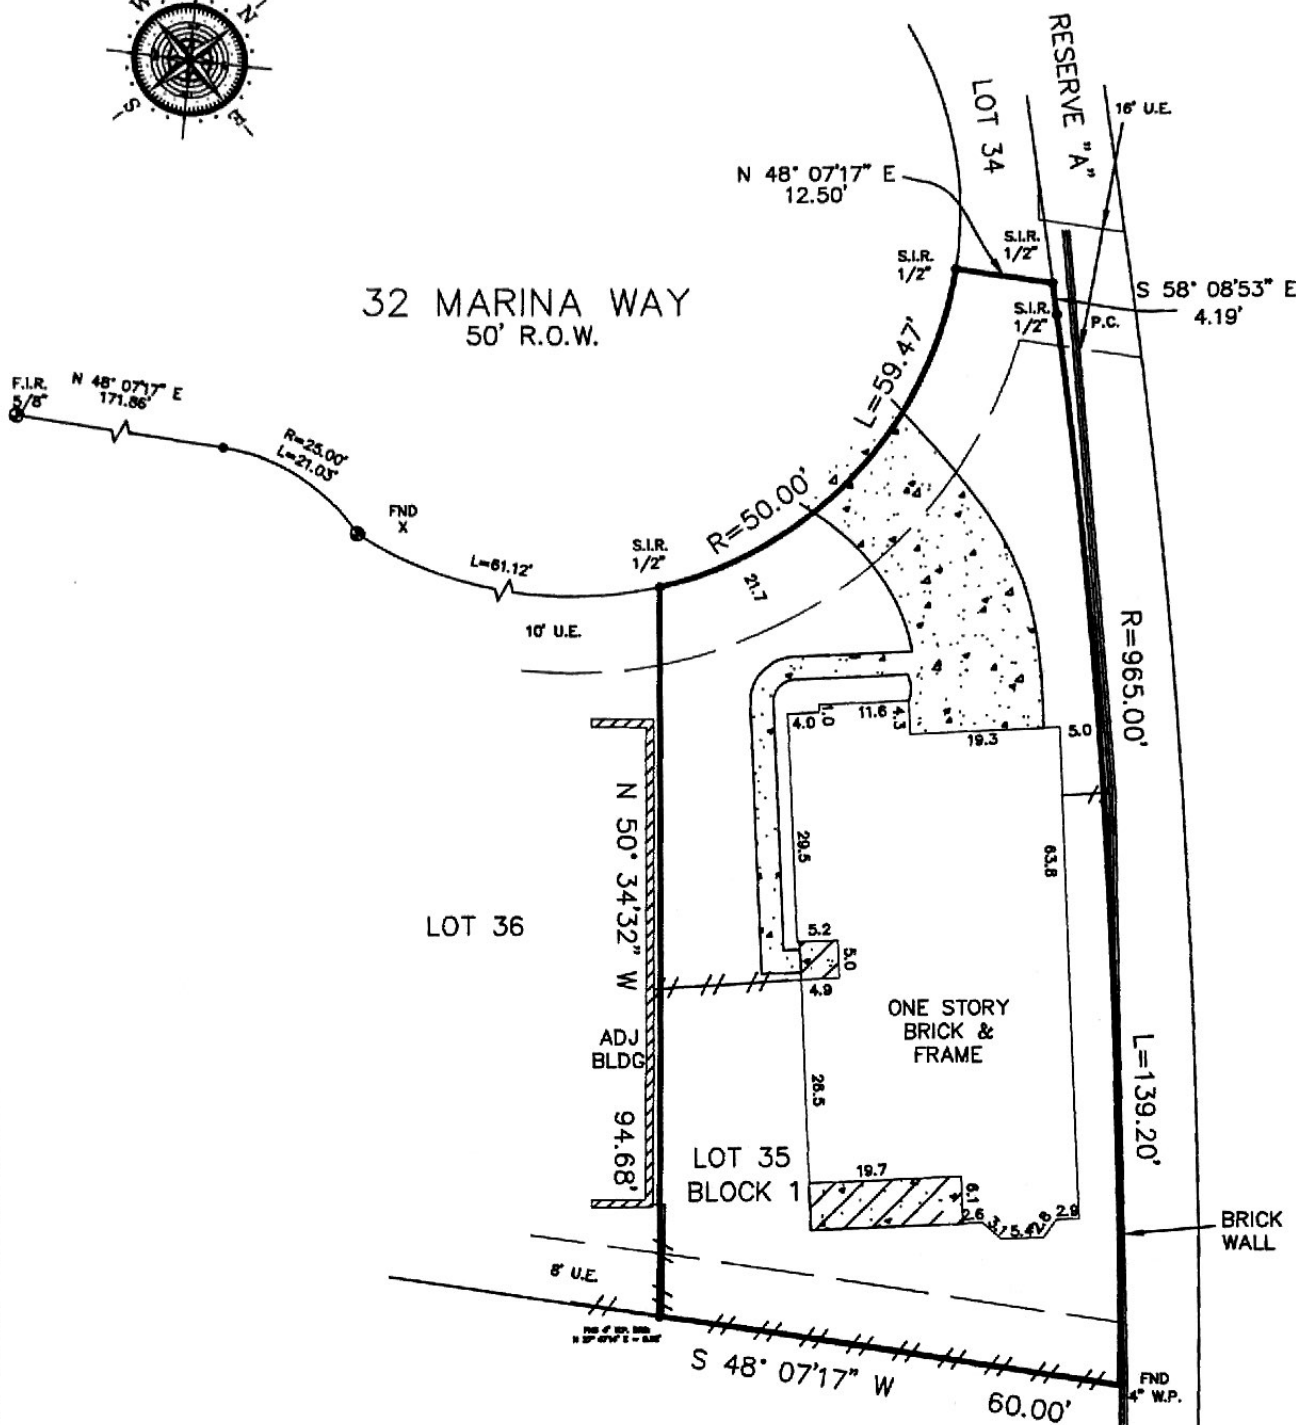 W
N
S
E
RESERVE "A"
LOT 34
16' U.E.
N 48° 07'17" E
12.50'
S.I.R.
1/2"
S.I.R.
1/2"
S 58° 08'53" E
4.19'
S.I.R.
1/2"
P.C.
32 MARINA WAY
50' R.O.W.
F.I.R.
5/8"
N 48° 07'17" E
171.86'
R=25.00'
L=21.03'
FND
X
L=61.12'
S.I.R.
1/2"
R=50.00'
L=59.47'
10' U.E.
21.7
R=965.00'
4.0
1.0
11.6
4.3
19.3
5.0
29.5
63.8
N 50° 34'32" W
94.68'
LOT 36
5.2
5.0
4.9
ONE STORY
BRICK &
FRAME
ADJ
BLDG
28.5
L=139.20'
LOT 35
BLOCK 1
19.7
6.1
2.6
3.1
5.4
2.8
2.9
BRICK
WALL
8' U.E.
S 48° 07'17" W
60.00'
FND
4" W.P.